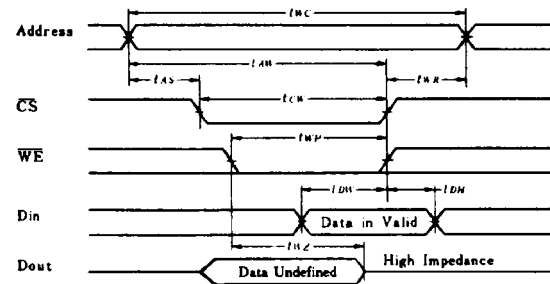 tWC
Address
tAW
tAS
tWR
tCW
CS
tWP
WE
tDW
tDH
Din
Data in Valid
tWZ
Dout
Data Undefined
High Impedance